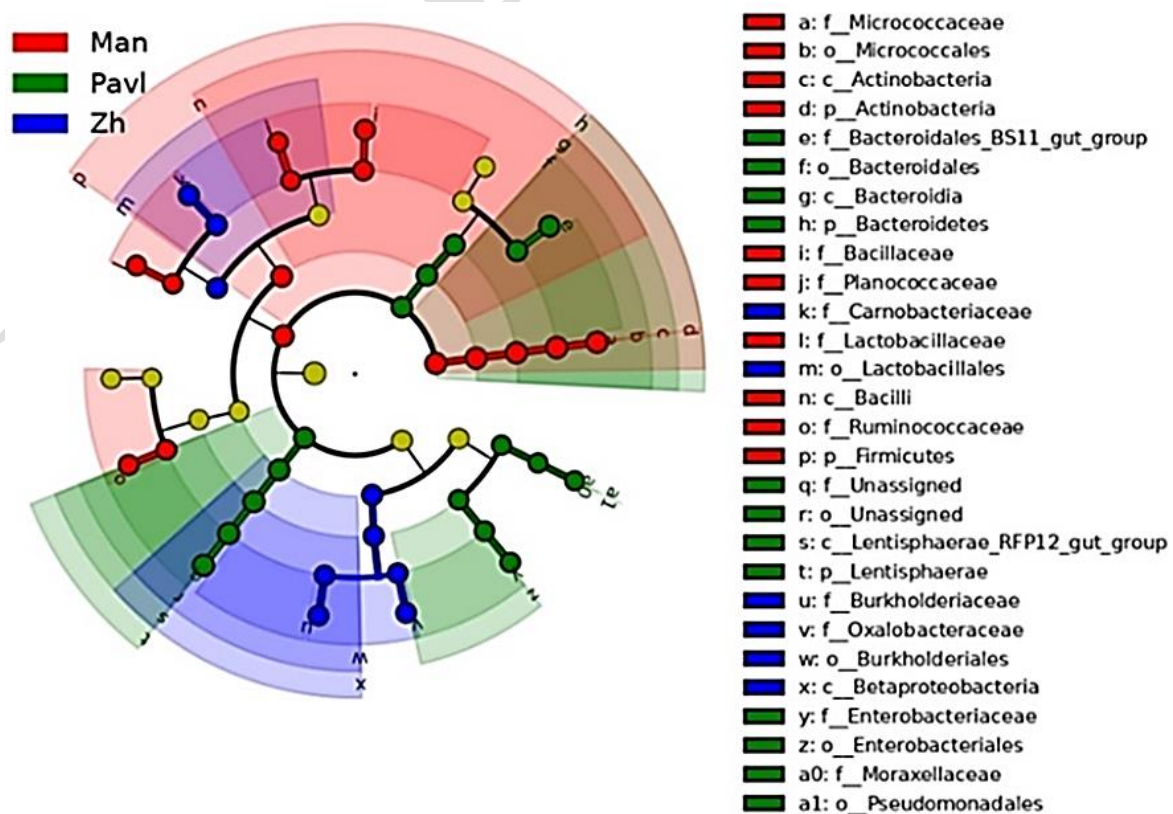 Man
Pavl
Zh
a: f__Micrococcaceae
b: o__Micrococcales
c: c__Actinobacteria
d: p__Actinobacteria
e: f__Bacteroidales_BS11_gut_group
f: o__Bacteroidales
g: c__Bacteroidia
h: p__Bacteroidetes
i: f__Bacillaceae
j: f__Planococcaceae
k: f__Carnobacteriaceae
l: f__Lactobacillaceae
m: o__Lactobacillales
n: c__Bacilli
o: f__Ruminococcaceae
p: p__Firmicutes
q: f__Unassigned
r: o__Unassigned
s: c__Lentisphaerae_RFP12_gut_group
t: p__Lentisphaerae
u: f__Burkholderiaceae
v: f__Oxalobacteraceae
w: o__Burkholderiales
x: c__Betaproteobacteria
y: f__Enterobacteriaceae
z: o__Enterobacteriales
a0: f__Moraxellaceae
a1: o__Pseudomonadales
n
h
g
p
m
e
b
c
d
s
u
w
x
z
a1